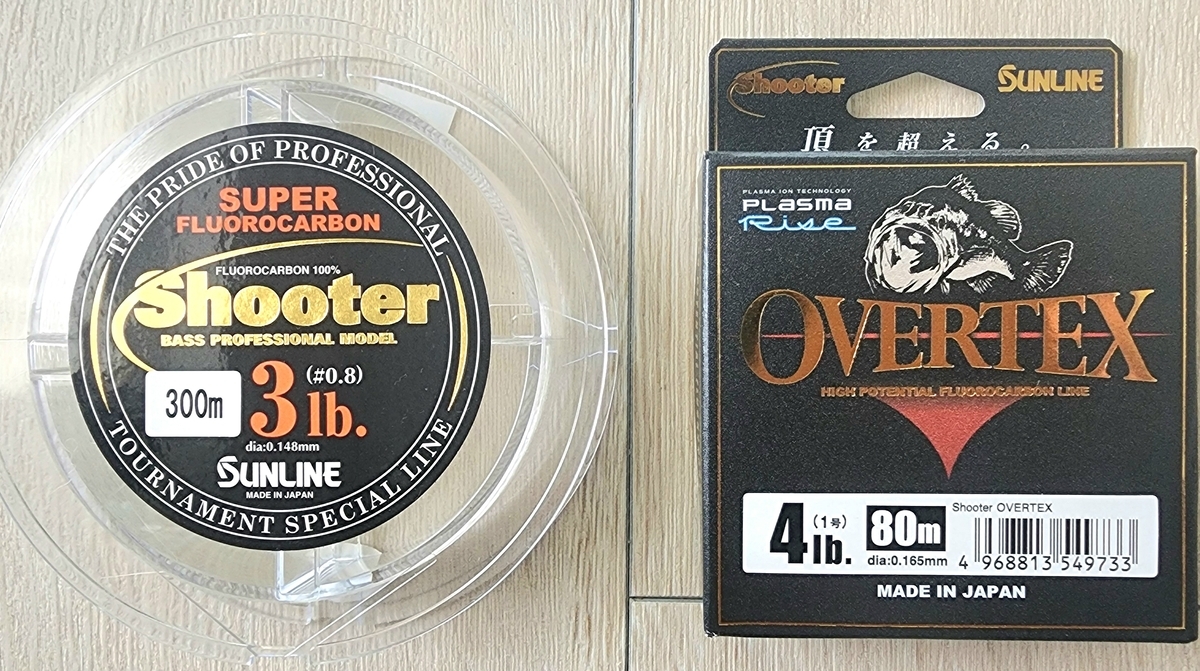 THE PRIDE OF PROFESSIONAL
SUPER
FLUOROCARBON
FLUOROCARBON 100%
Shooter
BASS PROFESSIONAL MODEL
300m
3 lb.
(#0.8)
dia:0.148mm
SUNLINE
MADE IN JAPAN
TOURNAMENT SPECIAL LINE
Shooter
SUNLINE
頂を超える。
PLASMA ION TECHNOLOGY
PLASMA
Rise
OVERTEX
HIGH POTENTIAL FLUOROCARBON LINE
4 lb.
(1号)
80m
dia:0.165mm
Shooter OVERTEX
4 968813 549733
MADE IN JAPAN